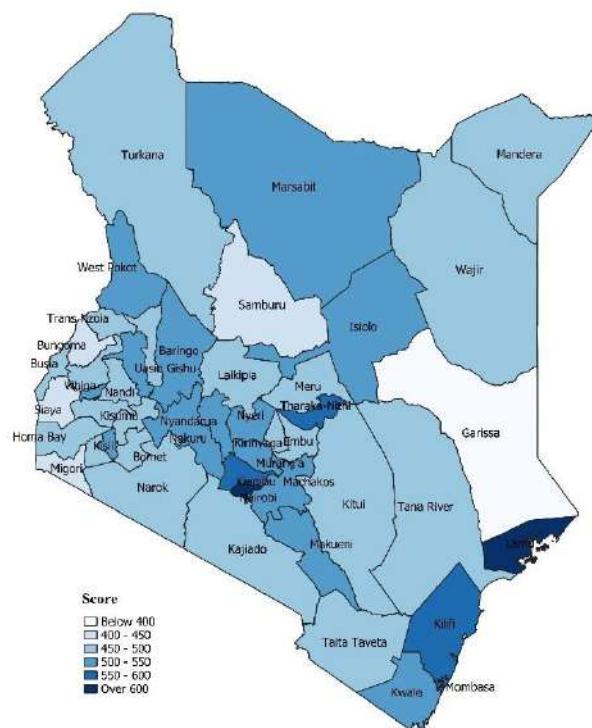 Turkana
Mandera
Marsabit
Wajir
West Pokot
Samburu
Isiolo
Trans Nzoia
Bungoma
Baringo
Uasin Gishu
Busia
Laikipia
Meru
Vihiga
Nandi
Siaya
Tharaka-Nithi
Kisumu
Nyandarua
Nyeri
Garissa
Homa Bay
Kisii
Nakuru
Kirinyaga
Embu
Bomet
Murang'a
Migori
Narok
Kiambu
Machakos
Nairobi
Kitui
Tana River
Kajiado
Makueni
Lamu
Taita Taveta
Kilifi
Kwale
Mombasa
Score
Below 400
400 - 450
450 - 500
500 - 550
550 - 600
Over 600